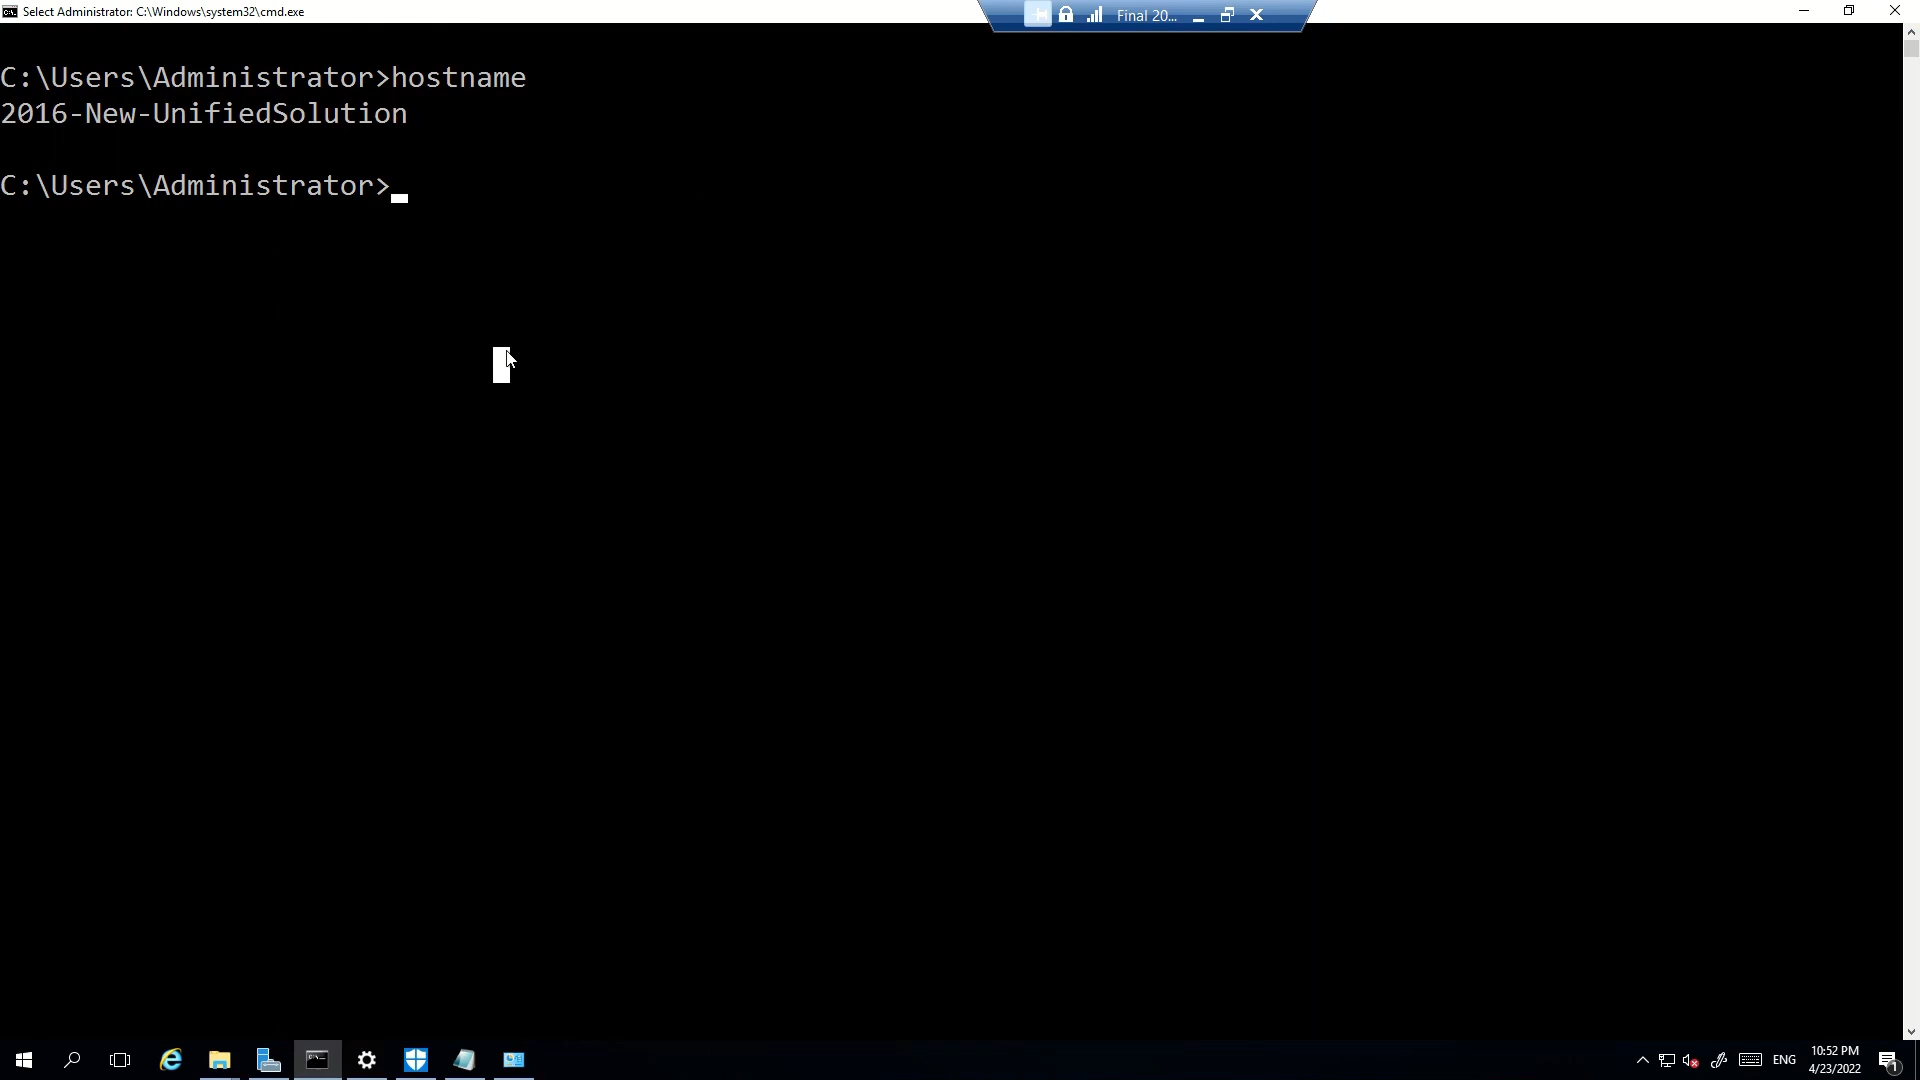 Select Administrator: C:\Windows\system32\cmd.exe
Final 20...
C:\Users\Administrator>hostname
2016-New-UnifiedSolution
C:\Users\Administrator>
ENG
10:52 PM
4/23/2022
1